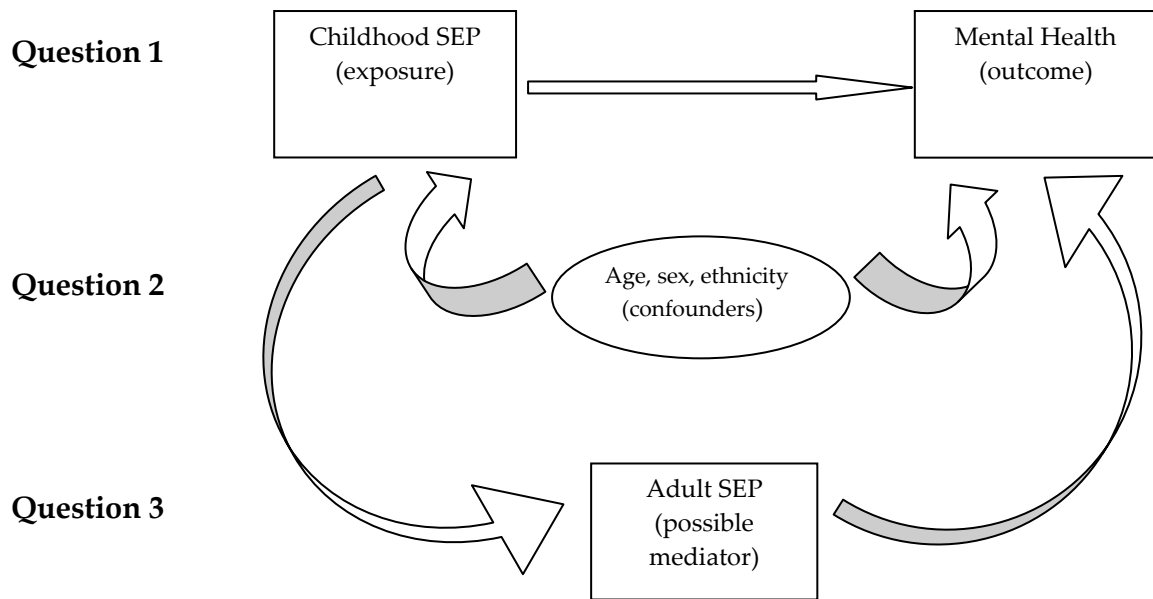 Question 1
Childhood SEP
(exposure)
Mental Health
(outcome)
Question 2
Age, sex, ethnicity
(confounders)
Question 3
Adult SEP
(possible
mediator)